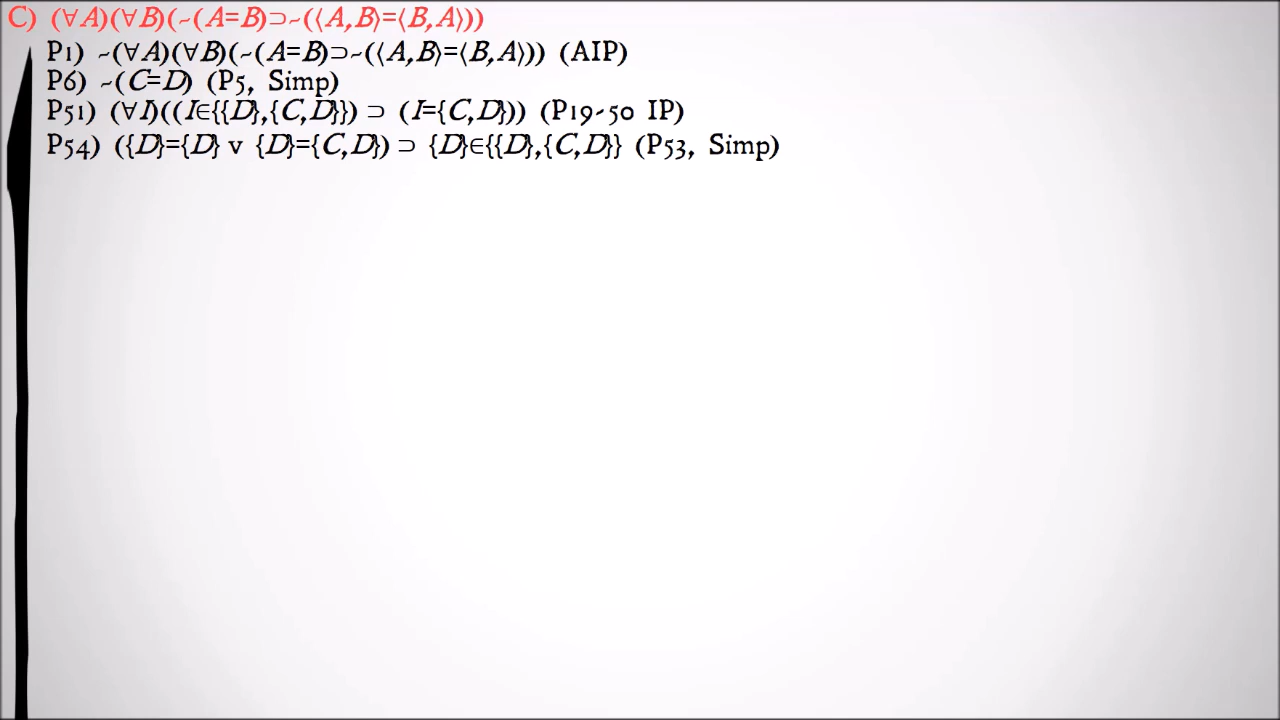 C) (∀A)(∀B)(~(A=B)⊃~(⟨A,B⟩=⟨B,A⟩))
P1) ~(∀A)(∀B)(~(A=B)⊃~(⟨A,B⟩=⟨B,A⟩)) (AIP)
P6) ~(C=D) (P5, Simp)
P51) (∀I)((I∈{{D},{C,D}}) ⊃ (I={C,D})) (P19-50 IP)
P54) ({D}={D} v {D}={C,D}) ⊃ {D}∈{{D},{C,D}} (P53, Simp)